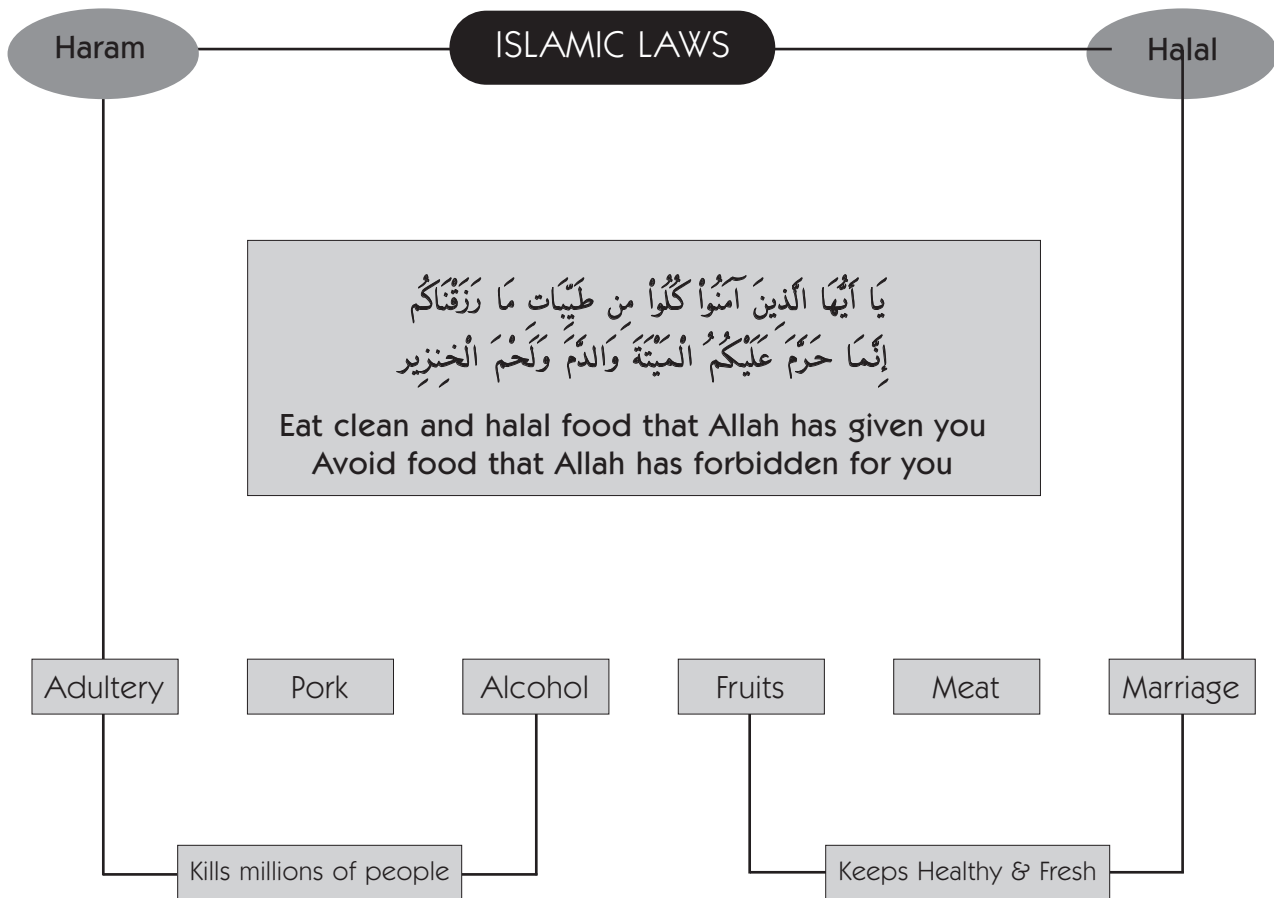 Haram
ISLAMIC LAWS
Halal
يَا أَيُّهَا الَّذِينَ آمَنُواْ كُلُواْ مِن طَيِّبَاتِ مَا رَزَقْنَاكُم
إِنَّمَا حَرَّمَ عَلَيْكُمُ الْمَيْتَةَ وَالدَّمَ وَلَحْمَ الْخِنزِير
Eat clean and halal food that Allah has given you
Avoid food that Allah has forbidden for you
Adultery
Pork
Alcohol
Fruits
Meat
Marriage
Kills millions of people
Keeps Healthy & Fresh